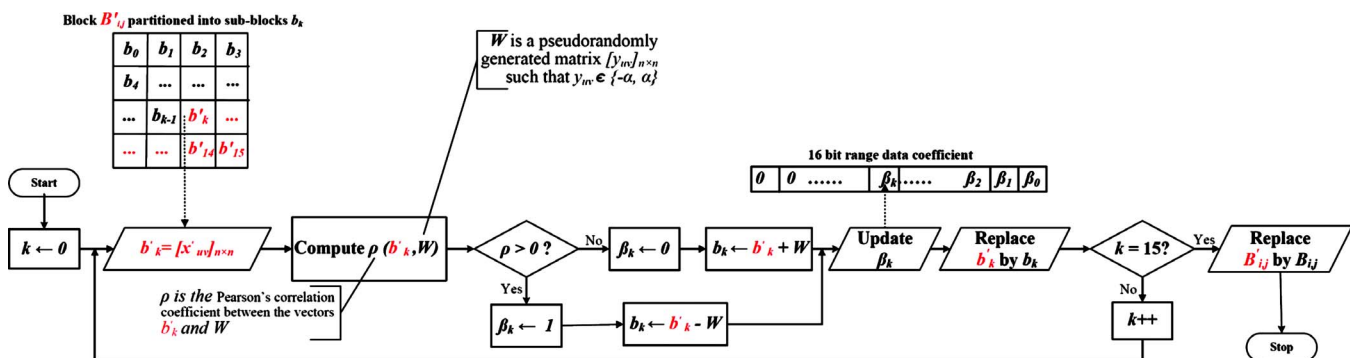 Block B'i,j partitioned into sub-blocks bk
b0 b1 b2 b3
b4 ... ... ...
... bk-1 b'k ...
... ... b'14 b'15
W is a pseudorandomly
generated matrix [yuv]n×n
such that yuv ϵ {-α, α}
16 bit range data coefficient
0 0 ...... βk ...... β2 β1 β0
Start
k ← 0
b'k= [x'uv]n×n
Compute ρ (b'k,W)
ρ is the Pearson's correlation
coefficient between the vectors
b'k and W
ρ > 0 ?
No
βk ← 0
bk ← b'k + W
Yes
βk ← 1
bk ← b'k - W
Update
βk
Replace
b'k by bk
k = 15?
Yes
Replace
B'i,j by Bi,j
No
k++
Stop